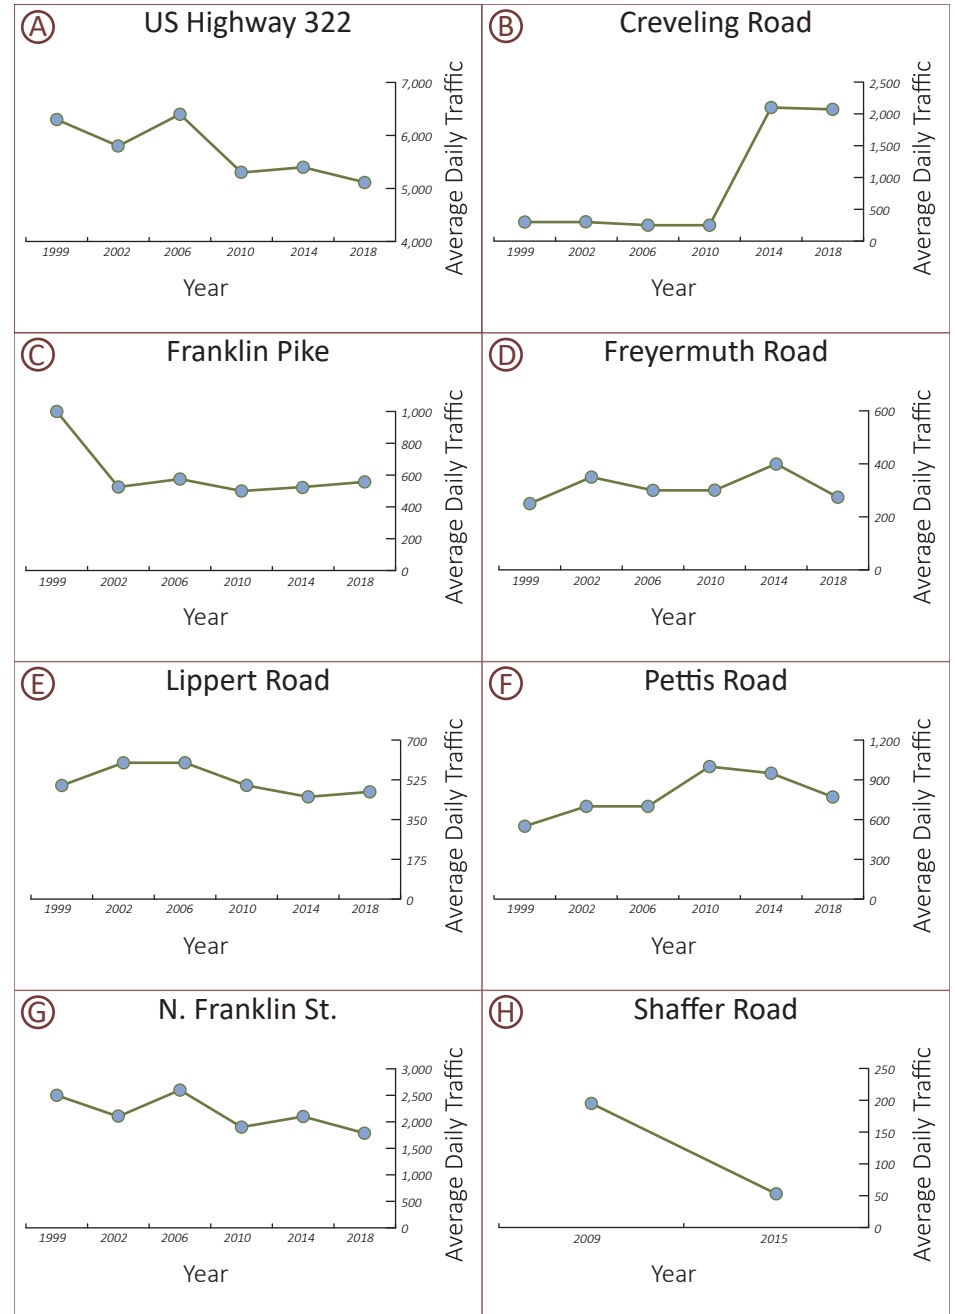 A
US Highway 322
7,000
6,000
5,000
4,000
1999 2002 2006 2010 2014 2018
Year
Average Daily Traffic
B
Creveling Road
2,500
2,000
1,500
1,000
500
0
1999 2002 2006 2010 2014 2018
Year
Average Daily Traffic
C
Franklin Pike
1,000
800
600
400
200
0
1999 2002 2006 2010 2014 2018
Year
Average Daily Traffic
D
Freyermuth Road
600
400
200
0
1999 2002 2006 2010 2014 2018
Year
Average Daily Traffic
E
Lippert Road
700
525
350
175
0
1999 2002 2006 2010 2014 2018
Year
Average Daily Traffic
F
Pettis Road
1,200
900
600
300
0
1999 2002 2006 2010 2014 2018
Year
Average Daily Traffic
G
N. Franklin St.
3,000
2,500
2,000
1,500
1,000
500
0
1999 2002 2006 2010 2014 2018
Year
Average Daily Traffic
H
Shaffer Road
250
200
150
100
50
0
2009 2015
Year
Average Daily Traffic